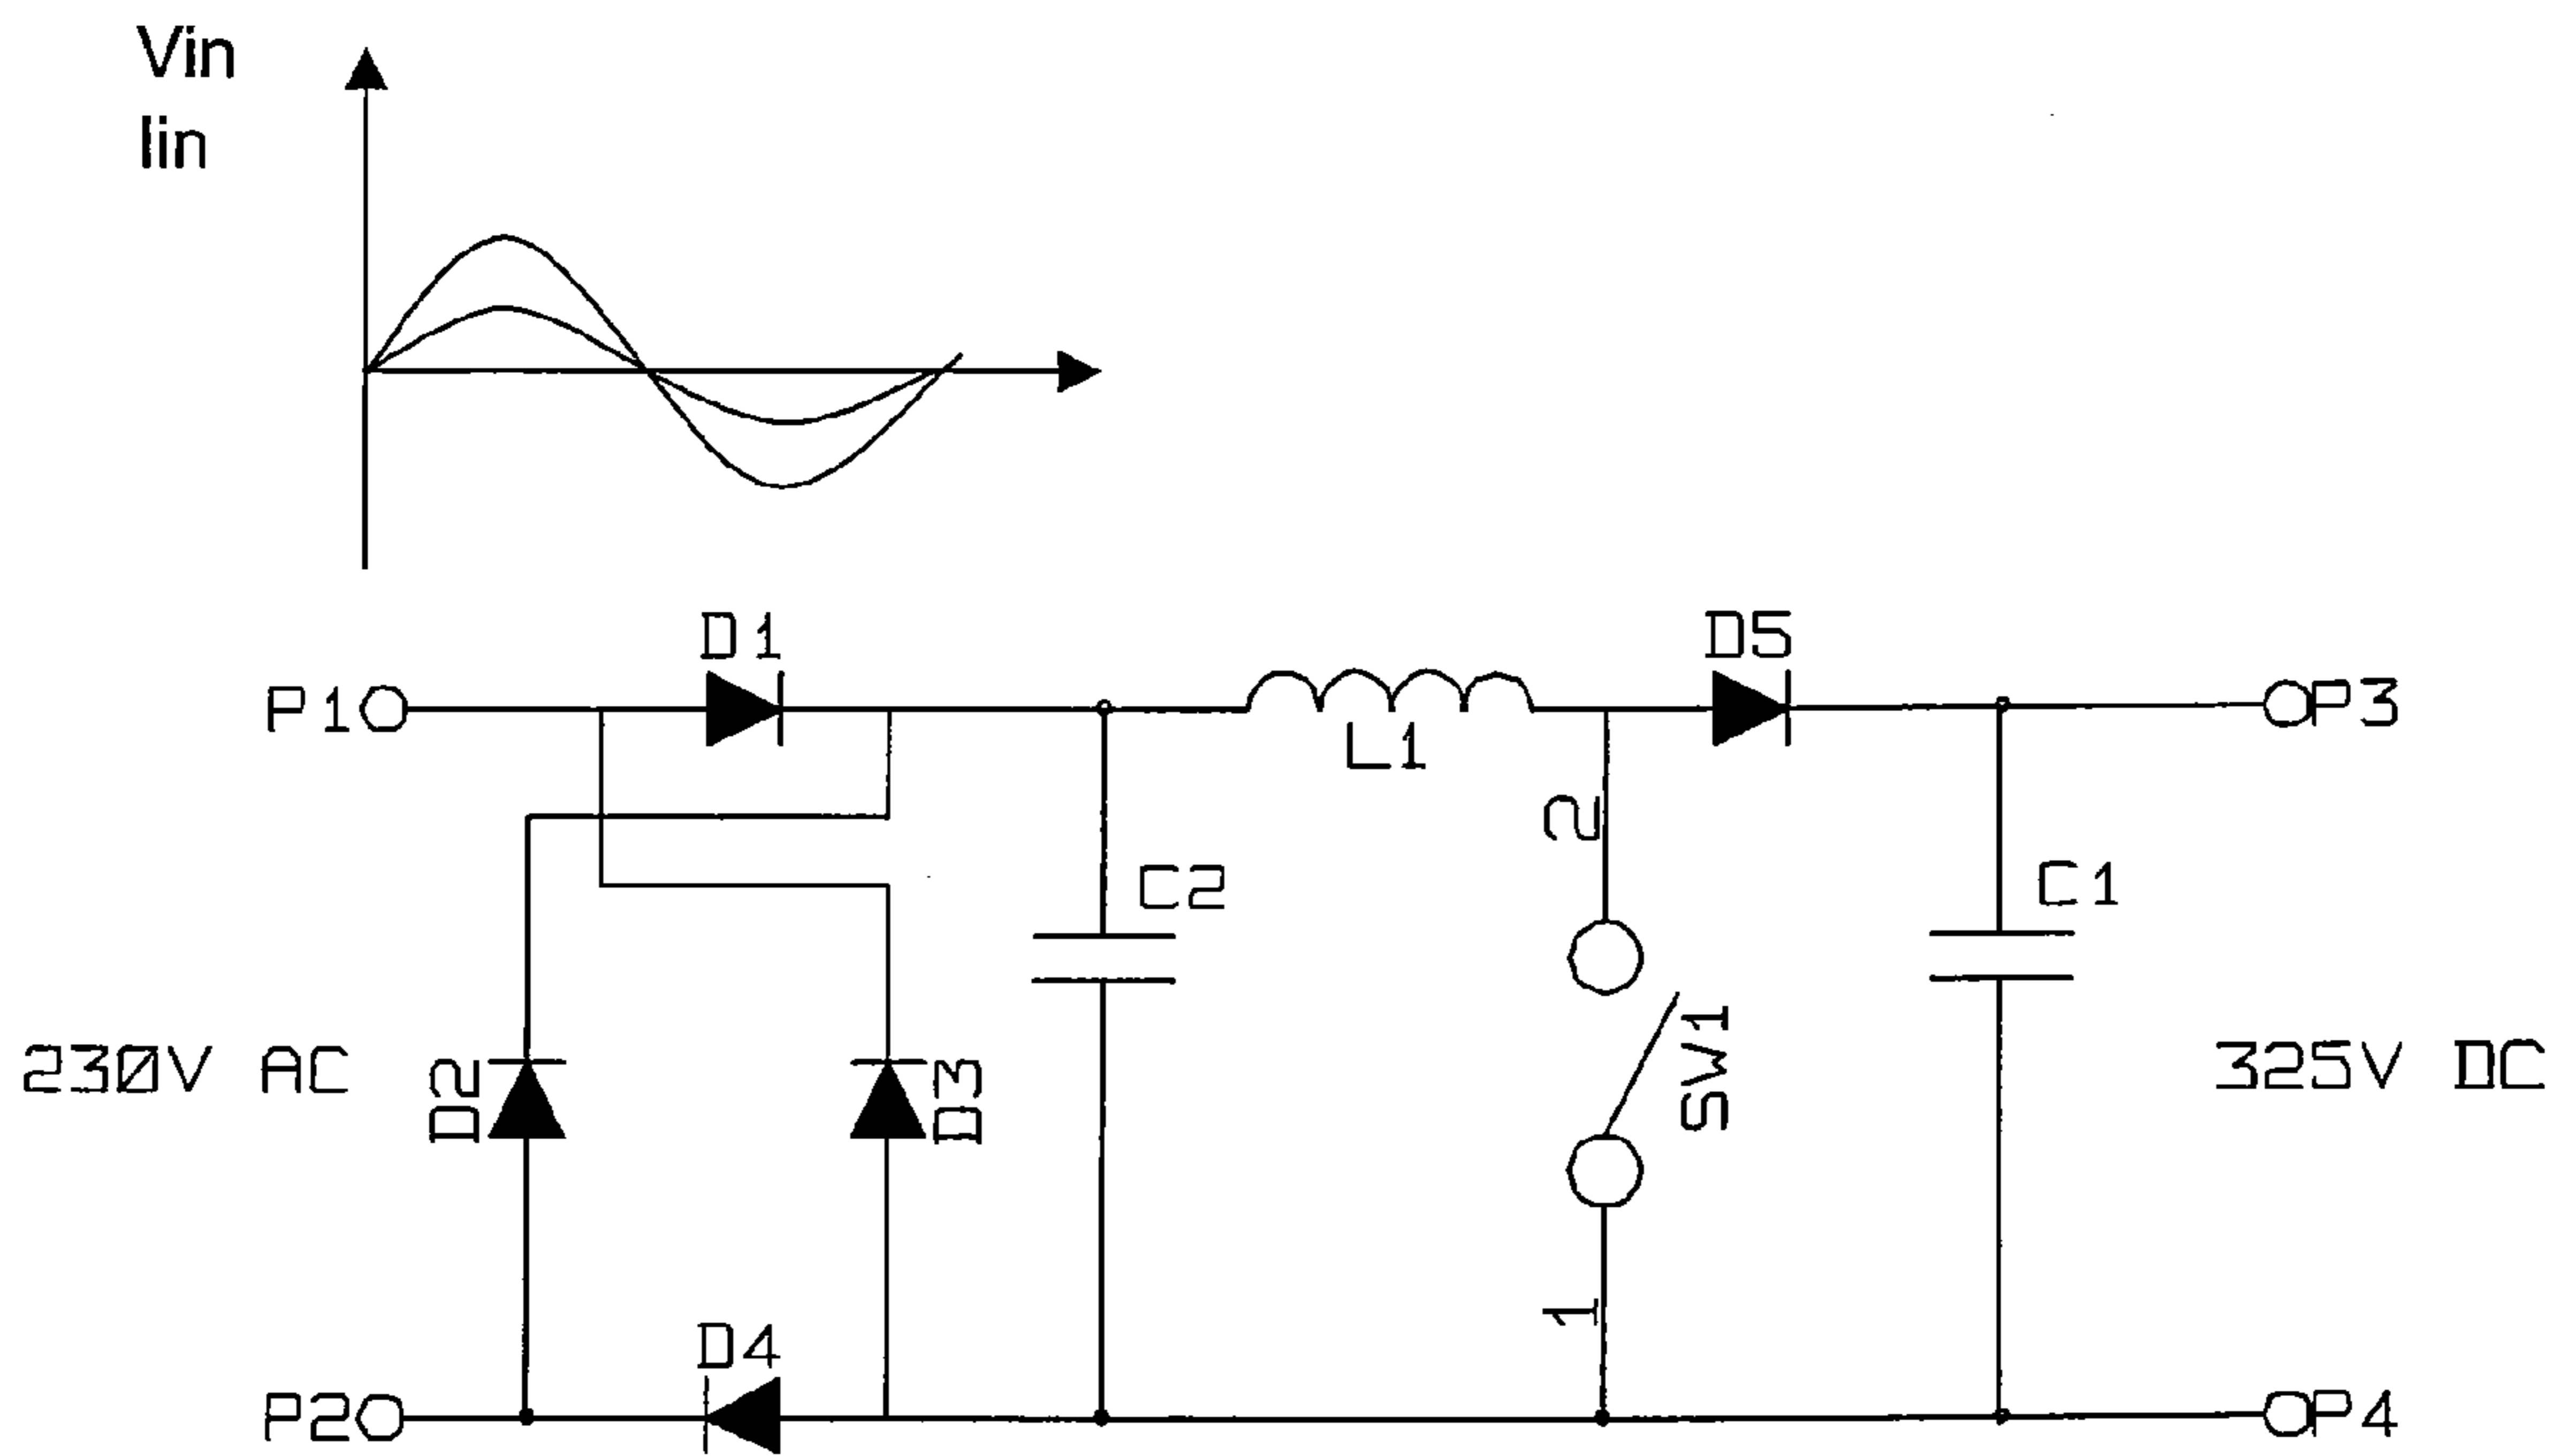 Vin
Iin
D1
D5
P1
P3
L1
2
C2
C1
SW1
230V AC
D2
D3
325V DC
1
D4
P2
P4